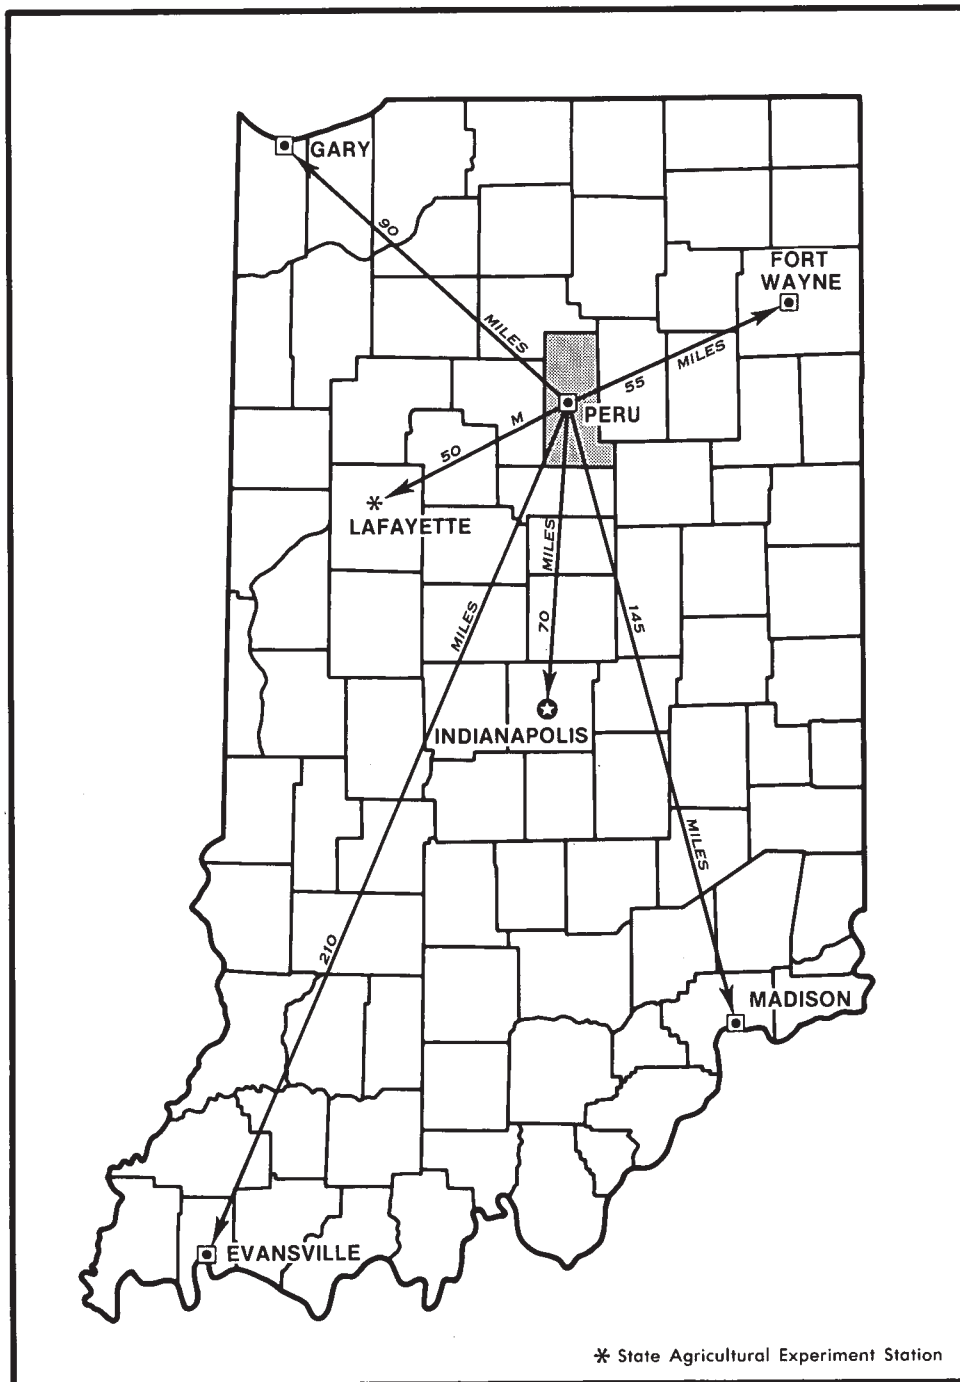 GARY
90
MILES
FORT
WAYNE
55
MILES
PERU
M
50
LAFAYETTE
MILES
MILES
70
145
INDIANAPOLIS
MILES
210
MADISON
EVANSVILLE
* State Agricultural Experiment Station